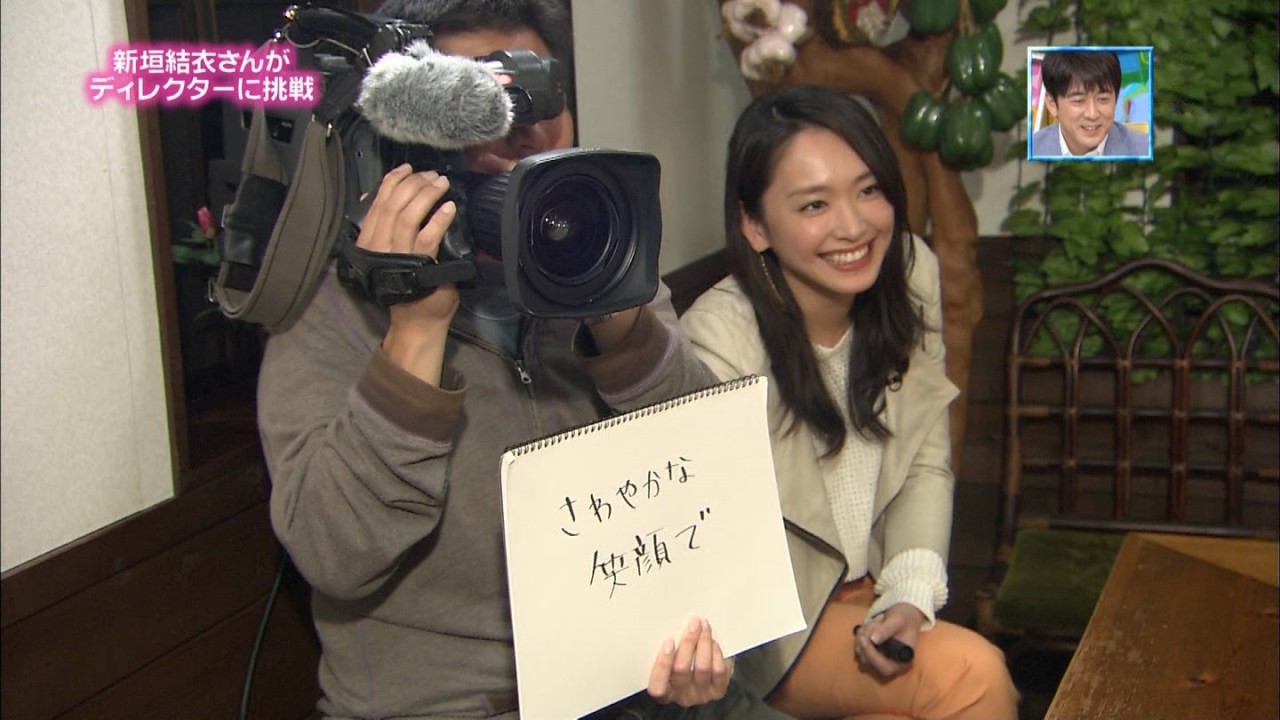 新垣結衣さんが
ディレクターに挑戦
さわやかな
笑顔で